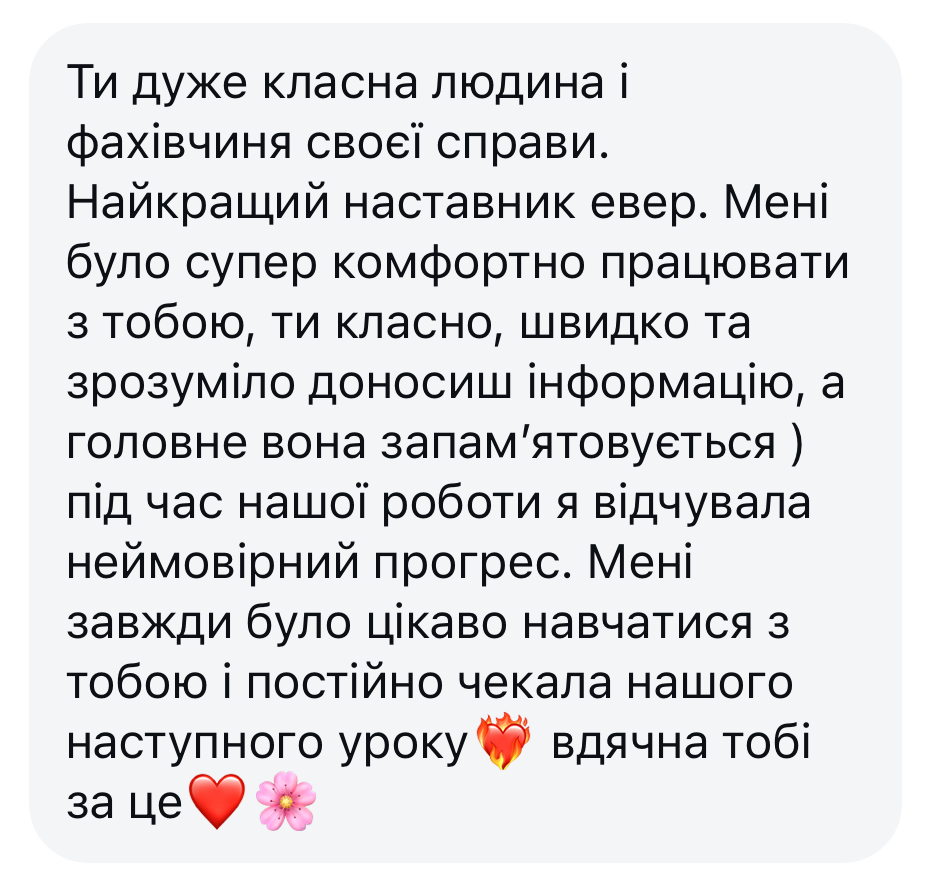 Ти дуже класна людина і
фахівчиня своєї справи.
Найкращий наставник евер. Мені
було супер комфортно працювати
з тобою, ти класно, швидко та
зрозуміло доносиш інформацію, а
головне вона запамʼятовується )
під час нашої роботи я відчувала
неймовірний прогрес. Мені
завжди було цікаво навчатися з
тобою і постійно чекала нашого
наступного уроку❤️‍🔥 вдячна тобі
за це❤️🌸